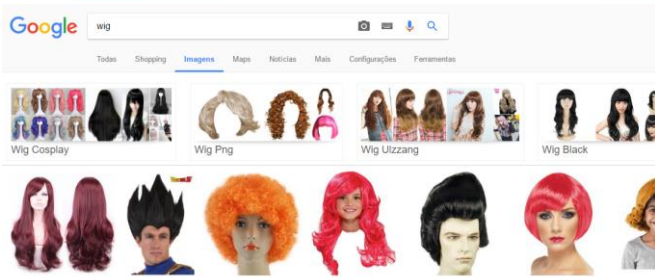 Google
wig
Todas Shopping Imagens Maps Notícias Mais Configurações Ferramentas
Wig Cosplay
Wig Png
Wig Ulzzang
Wig Black